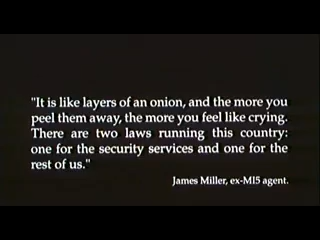 "It is like layers of an onion, and the more you
peel them away, the more you feel like crying.
There are two laws running this country:
one for the security services and one for the
rest of us."
James Miller, ex-MI5 agent.